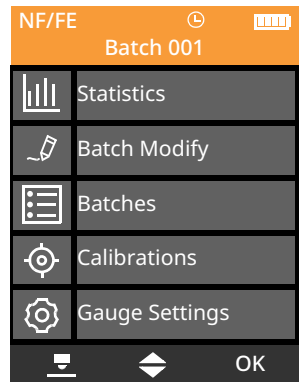 NF/FE
Batch 001
Statistics
Batch Modify
Batches
Calibrations
Gauge Settings
OK